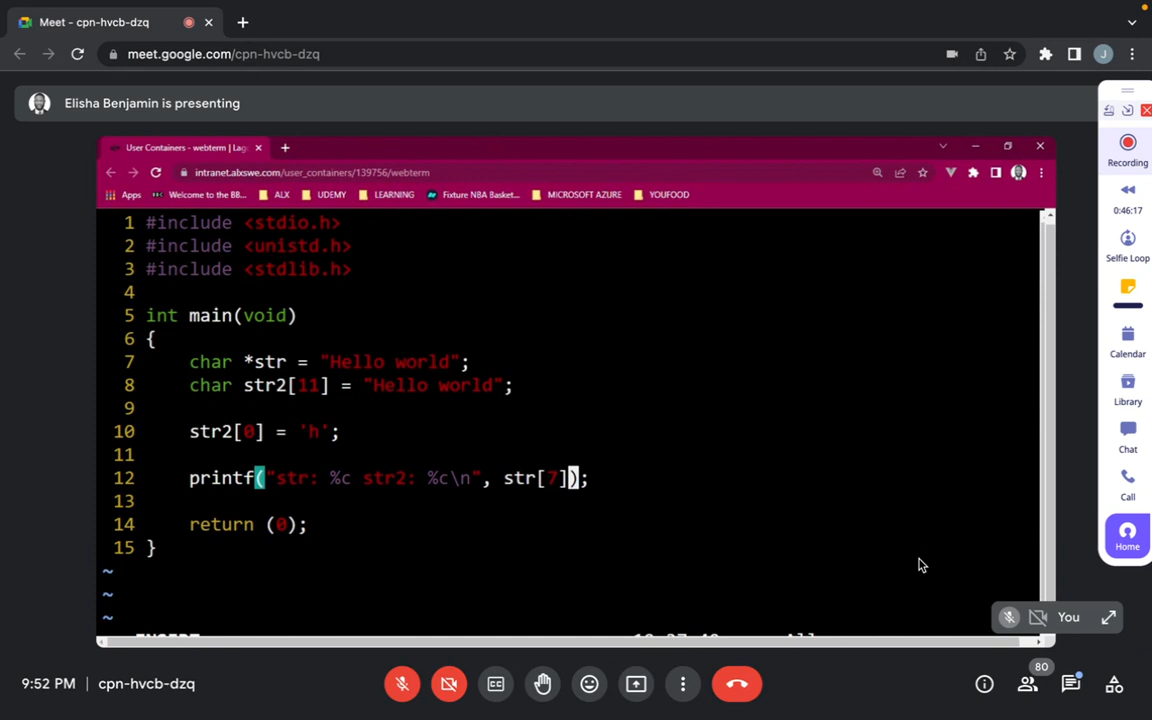 Meet - cpn-hvcb-dzq
meet.google.com/cpn-hvcb-dzq
J
Elisha Benjamin is presenting
User Containers - webterm | Lag
intranet.alxswe.com/user_containers/139756/webterm
Apps Welcome to the BB... ALX UDEMY LEARNING Fixture NBA Basket... MICROSOFT AZURE YOUFOOD
1 #include <stdio.h>
2 #include <unistd.h>
3 #include <stdlib.h>
4
5 int main(void)
6 {
7 char *str = "Hello world";
8 char str2[11] = "Hello world";
9
10 str2[0] = 'h';
11
12 printf("str: %c str2: %c\n", str[7]);
13
14 return (0);
15 }
~
~
~
Recording
00:46:17
Selfie Loop
Calendar
Library
Chat
Call
Home
You
9:52 PM | cpn-hvcb-dzq
80